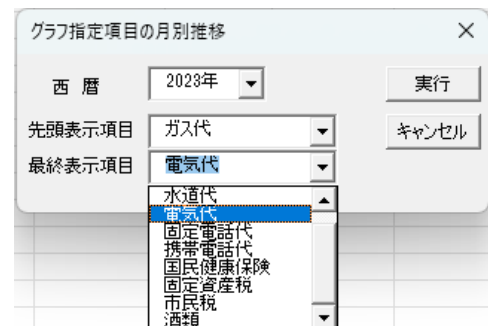 グラフ指定項目の月別推移
西 暦 2023年 実行
先頭表示項目 ガス代 キャンセル
最終表示項目 電気代
水道代
電気代
固定電話代
携帯電話代
国民健康保険
固定資産税
市民税
酒類